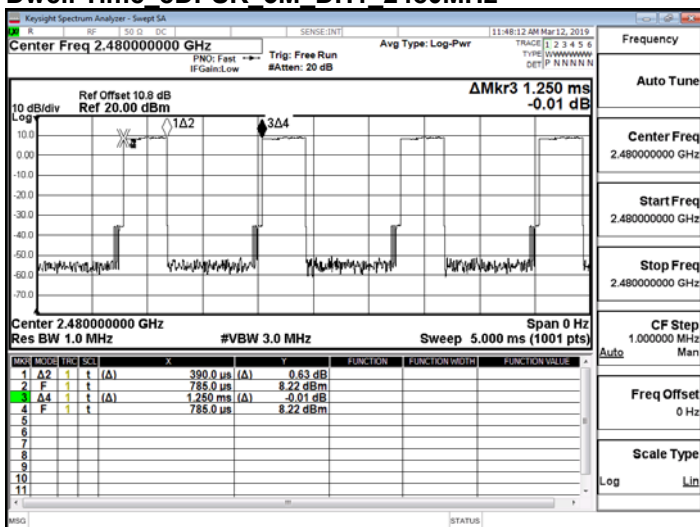 Keysight Spectrum Analyzer - Swept SA
R RF 50 Ω DC SENSE:INT 11:48:12 AM Mar 12, 2019
Center Freq 2.480000000 GHz Avg Type: Log-Pwr TRACE 1 2 3 4 5 6
PNO: Fast Trig: Free Run TYPE WWWWWW
IFGain:Low #Atten: 20 dB DET P N N N N N
Ref Offset 10.8 dB ΔMkr3 1.250 ms
10 dB/div Ref 20.00 dBm -0.01 dB
Log
1Δ2 3Δ4
10.0
0.00
-10.0
-20.0
-30.0
-40.0
-50.0
-60.0
-70.0
Center 2.480000000 GHz Span 0 Hz
Res BW 1.0 MHz #VBW 3.0 MHz Sweep 5.000 ms (1001 pts)
MKR MODE TRC SCL X Y FUNCTION FUNCTION WIDTH FUNCTION VALUE
1 Δ2 1 t (Δ) 390.0 µs (Δ) 0.63 dB
2 F 1 t 785.0 µs 8.22 dBm
3 Δ4 1 t (Δ) 1.250 ms (Δ) -0.01 dB
4 F 1 t 785.0 µs 8.22 dBm
5
6
7
8
9
10
11
MSG STATUS
Frequency
Auto Tune
Center Freq
2.480000000 GHz
Start Freq
2.480000000 GHz
Stop Freq
2.480000000 GHz
CF Step
1.000000 MHz
Auto Man
Freq Offset
0 Hz
Scale Type
Log Lin